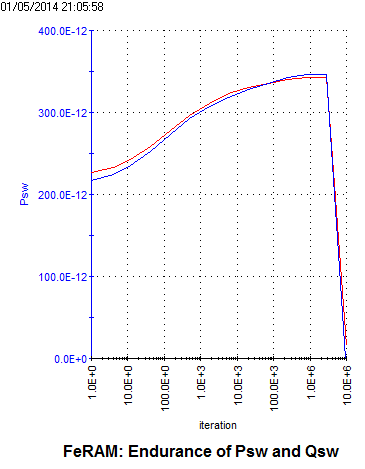 01/05/2014 21:05:58
400.0E-12
300.0E-12
200.0E-12
100.0E-12
0.0E+0
Psw
1.0E+0
10.0E+0
100.0E+0
1.0E+3
10.0E+3
100.0E+3
1.0E+6
10.0E+6
iteration
FeRAM: Endurance of Psw and Qsw